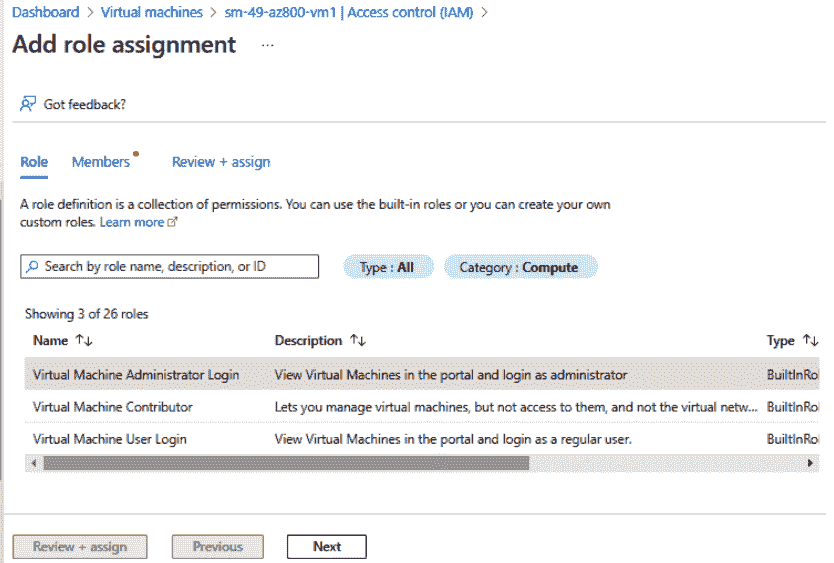 Dashboard > Virtual machines > sm-49-az800-vm1 | Access control (IAM) >
Add role assignment ...
Got feedback?
Role Members Review + assign
A role definition is a collection of permissions. You can use the built-in roles or you can create your own
custom roles. Learn more
Search by role name, description, or ID Type : All Category : Compute
Showing 3 of 26 roles
Name ↑↓ Description ↑↓ Type ↑↓
Virtual Machine Administrator Login View Virtual Machines in the portal and login as administrator BuiltInRol
Virtual Machine Contributor Lets you manage virtual machines, but not access to them, and not the virtual netw... BuiltInRol
Virtual Machine User Login View Virtual Machines in the portal and login as a regular user. BuiltInRol
Review + assign Previous Next